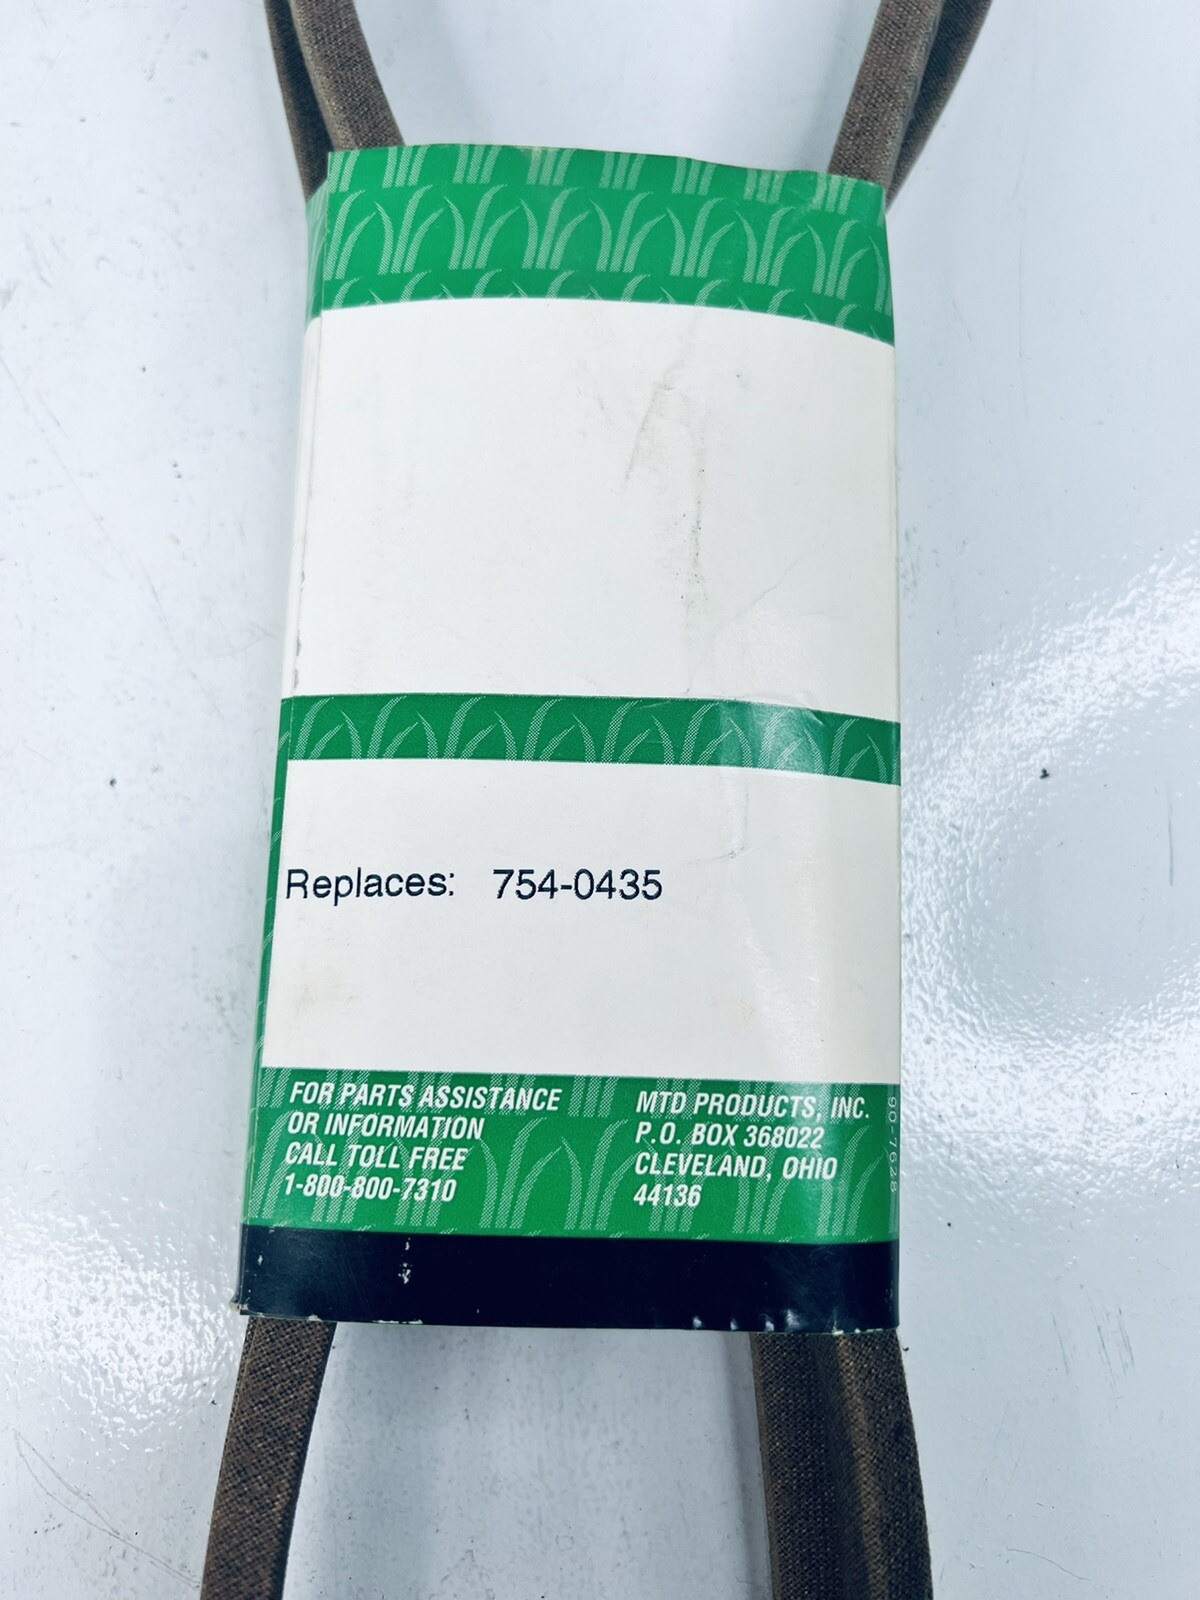 Replaces: 754-0435
FOR PARTS ASSISTANCE
OR INFORMATION
CALL TOLL FREE
1-800-800-7310
MTD PRODUCTS, INC.
P.O. BOX 368022
CLEVELAND, OHIO
44136
90-7628